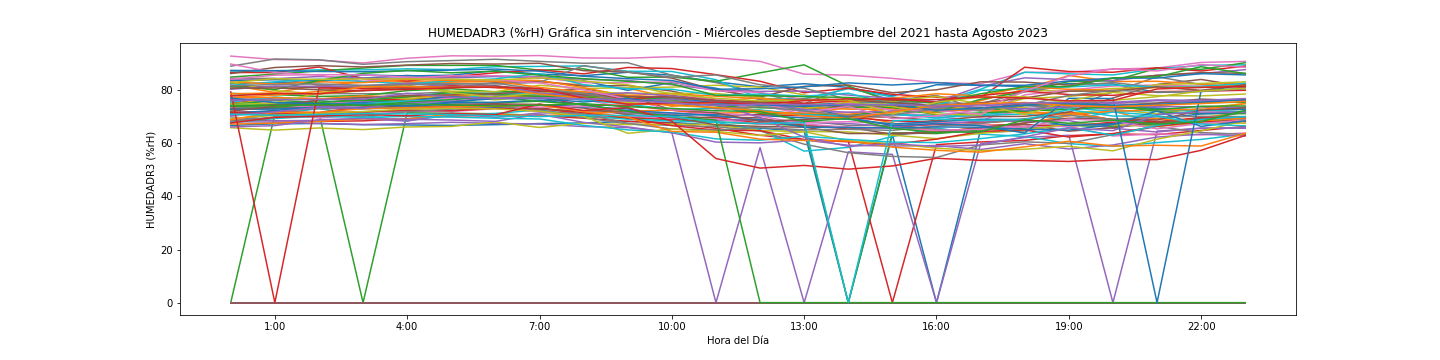 HUMEDADR3 (%rH) Gráfica sin intervención - Miércoles desde Septiembre del 2021 hasta Agosto 2023
HUMEDADR3 (%rH)
80
60
40
20
0
1:00 4:00 7:00 10:00 13:00 16:00 19:00 22:00
Hora del Día